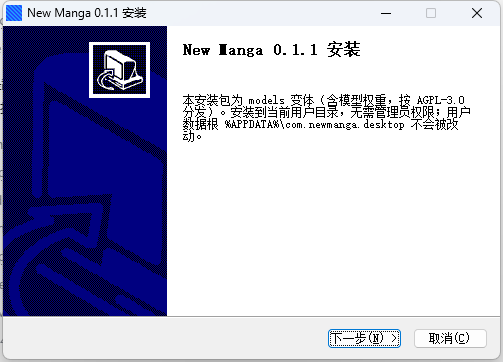 New Manga 0.1.1 安装
New Manga 0.1.1 安装
本安装包为 models 变体（含模型权重，按 AGPL-3.0
分发）。安装到当前用户目录，无需管理员权限；用户
数据根 %APPDATA%\com.newmanga.desktop 不会被改
动。
下一步(N) >
取消(C)